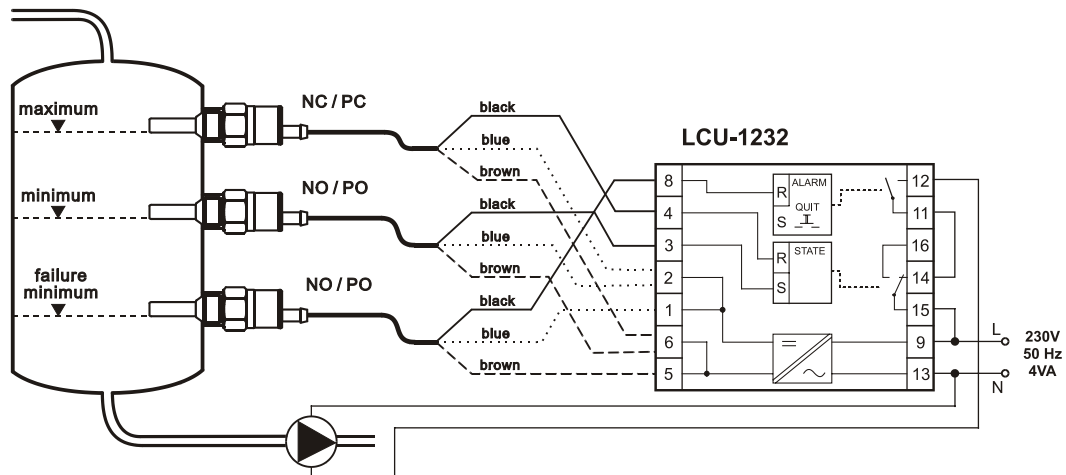 maximum
NC / PC
black
blue
brown
minimum
NO / PO
black
blue
brown
failure
minimum
NO / PO
black
blue
brown
LCU-1232
8
4
3
2
1
6
5
R
S
ALARM
QUIT
R
S
STATE
12
11
16
14
15
9
13
L
N
230V
50 Hz
4VA